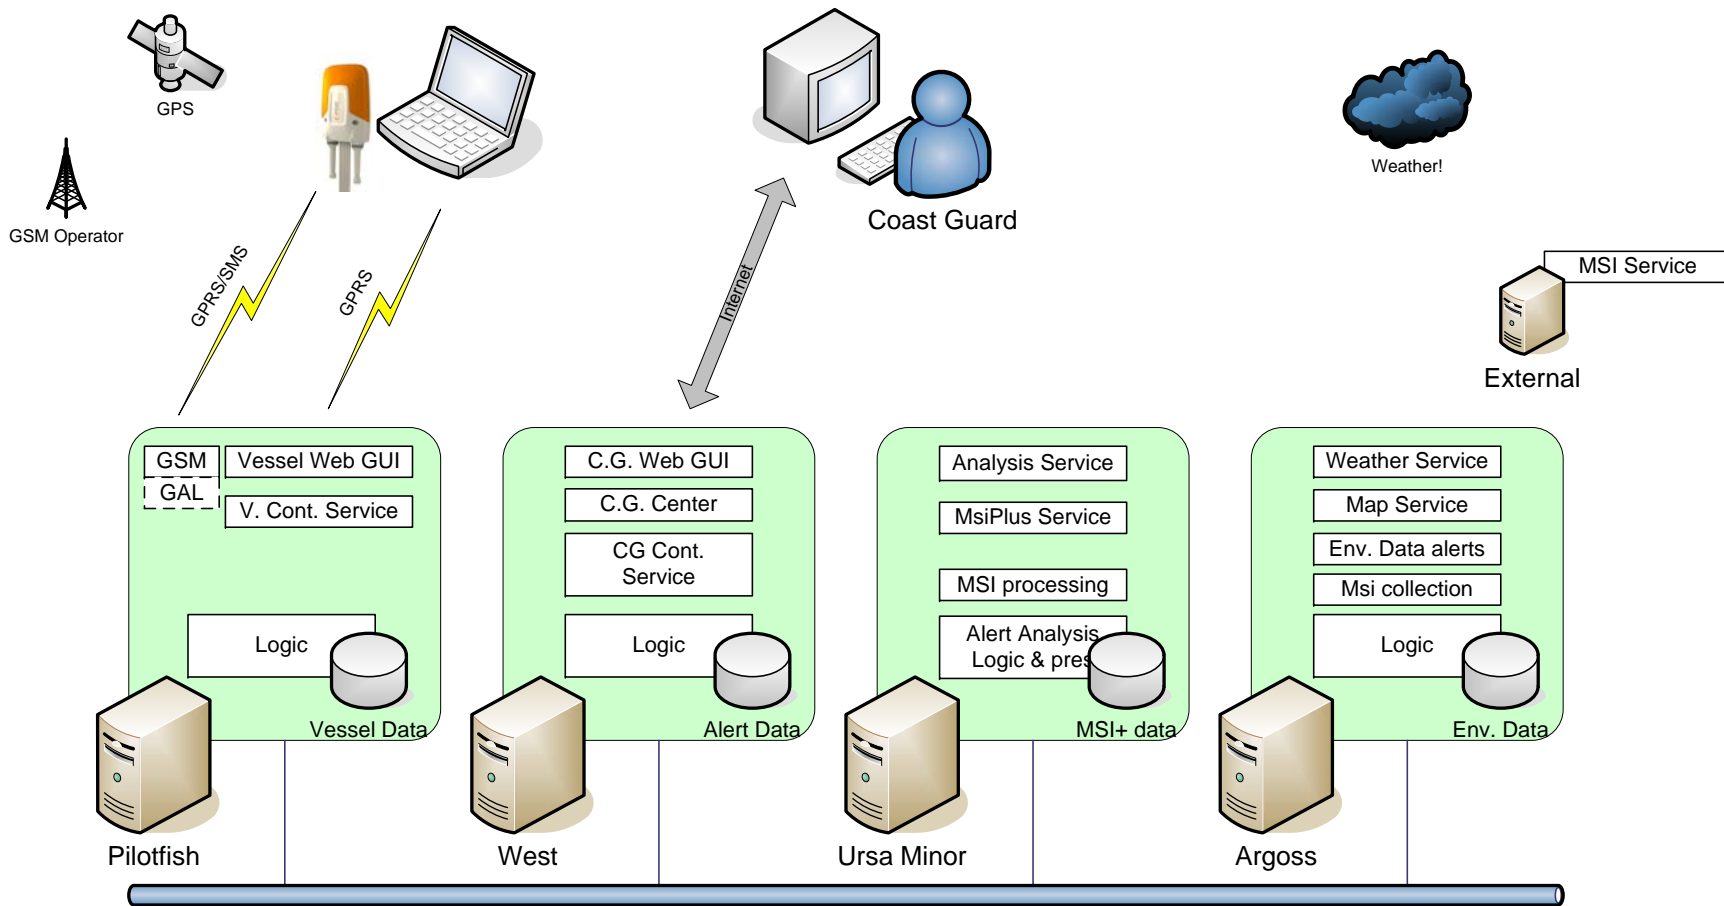 GPS
GSM Operator
GPRS/SMS
GPRS
Internet
Coast Guard
Weather!
MSI Service
External
GSM
GAL
Vessel Web GUI
V. Cont. Service
Logic
Vessel Data
Pilotfish
C.G. Web GUI
C.G. Center
CG Cont.
Service
Logic
Alert Data
West
Analysis Service
MsiPlus Service
MSI processing
Alert Analysis
Logic & pres
MSI+ data
Ursa Minor
Weather Service
Map Service
Env. Data alerts
Msi collection
Logic
Env. Data
Argoss